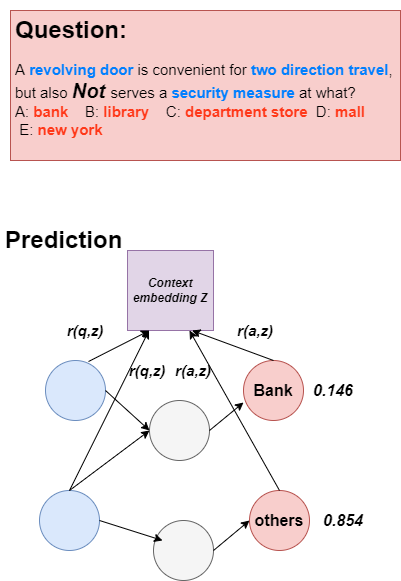 Question:
A revolving door is convenient for two direction travel,
but also Not serves a security measure at what?
A: bank B: library C: department store D: mall
E: new york
Prediction
Context
embedding Z
r(q,z) r(a,z)
r(q,z) r(a,z)
Bank 0.146
others 0.854